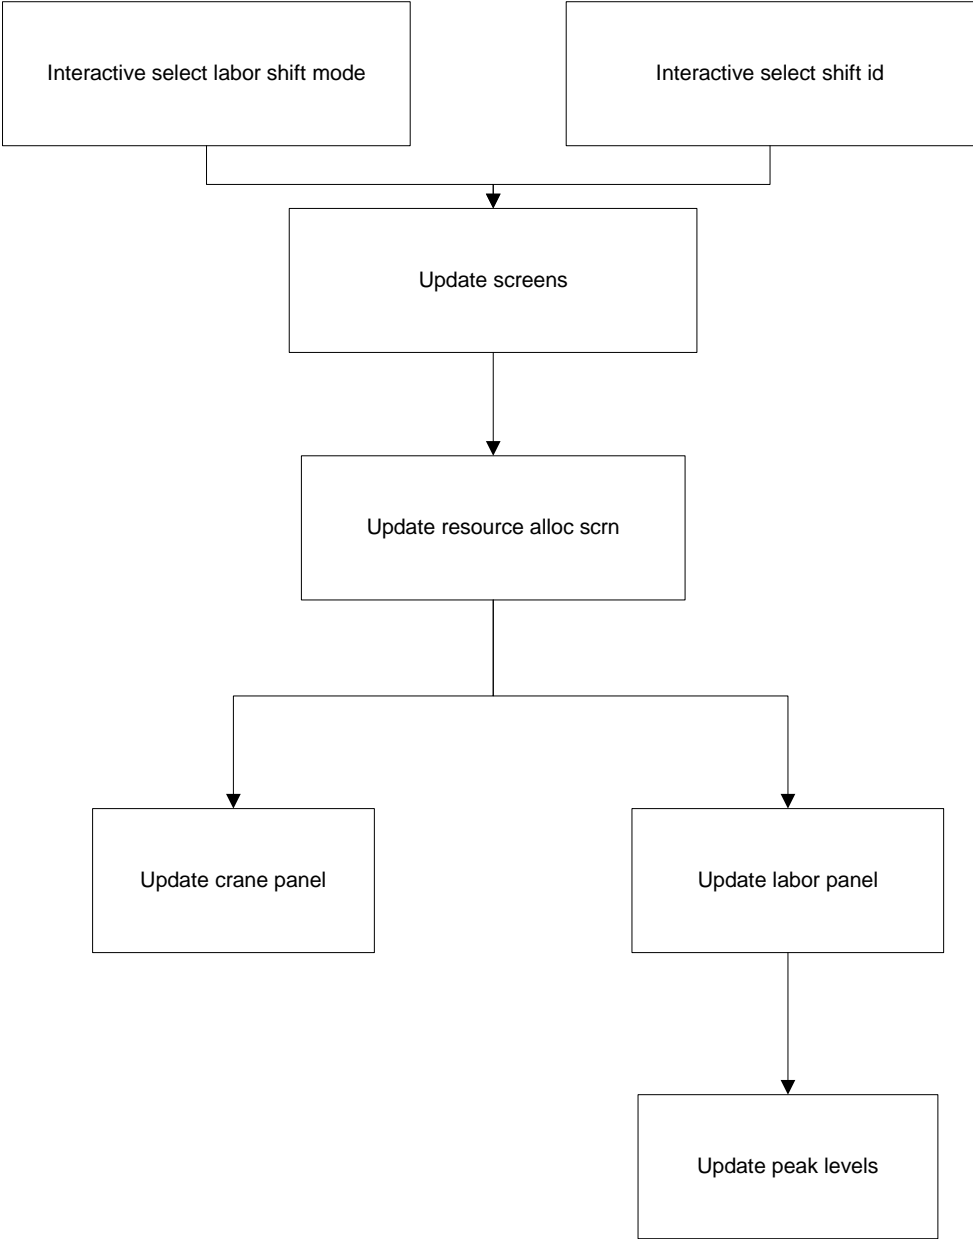 Interactive select labor shift mode
Interactive select shift id
Update screens
Update resource alloc scrn
Update crane panel
Update labor panel
Update peak levels